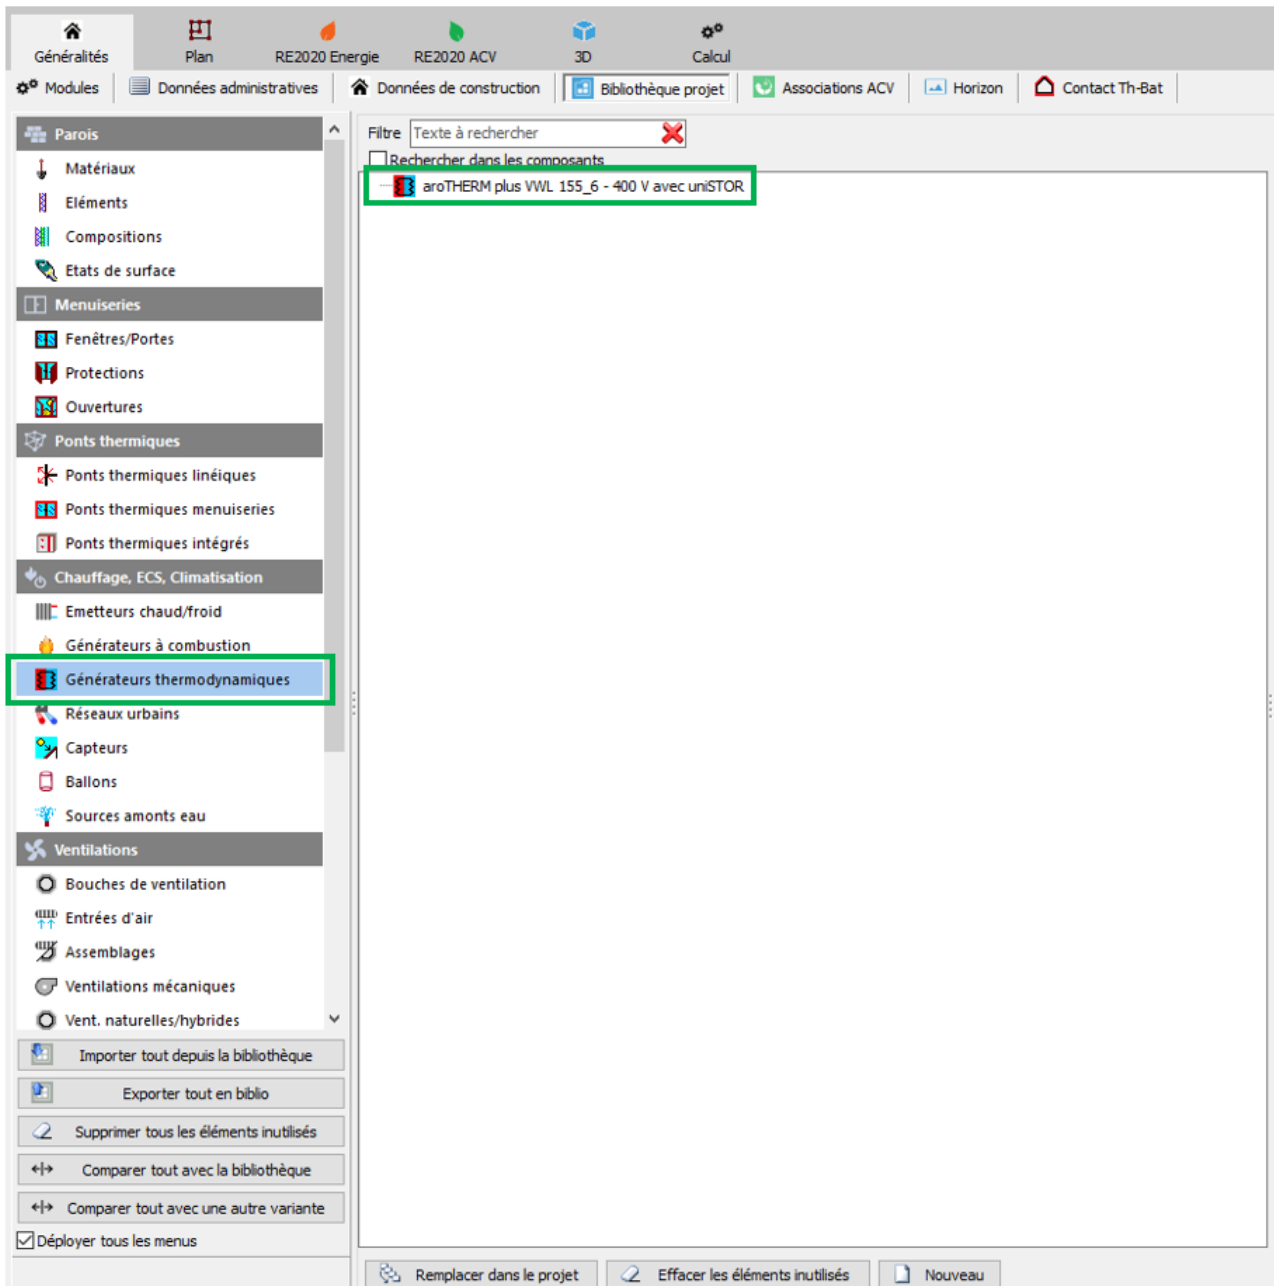 Généralités
Plan
RE2020 Energie
RE2020 ACV
3D
Calcul
Modules
Données administratives
Données de construction
Bibliothèque projet
Associations ACV
Horizon
Contact Th-Bat
Parois
Matériaux
Eléments
Compositions
Etats de surface
Menuiseries
Fenêtres/Portes
Protections
Ouvertures
Ponts thermiques
Ponts thermiques linéiques
Ponts thermiques menuiseries
Ponts thermiques intégrés
Chauffage, ECS, Climatisation
Emetteurs chaud/froid
Générateurs à combustion
Générateurs thermodynamiques
Réseaux urbains
Capteurs
Ballons
Sources amonts eau
Ventilations
Bouches de ventilation
Entrées d'air
Assemblages
Ventilations mécaniques
Vent. naturelles/hybrides
Importer tout depuis la bibliothèque
Exporter tout en biblio
Supprimer tous les éléments inutilisés
Comparer tout avec la bibliothèque
Comparer tout avec une autre variante
Déployer tous les menus
Filtre Texte à rechercher
Rechercher dans les composants
aroTHERM plus VWL 155_6 - 400 V avec uniSTOR
Remplacer dans le projet
Effacer les éléments inutilisés
Nouveau